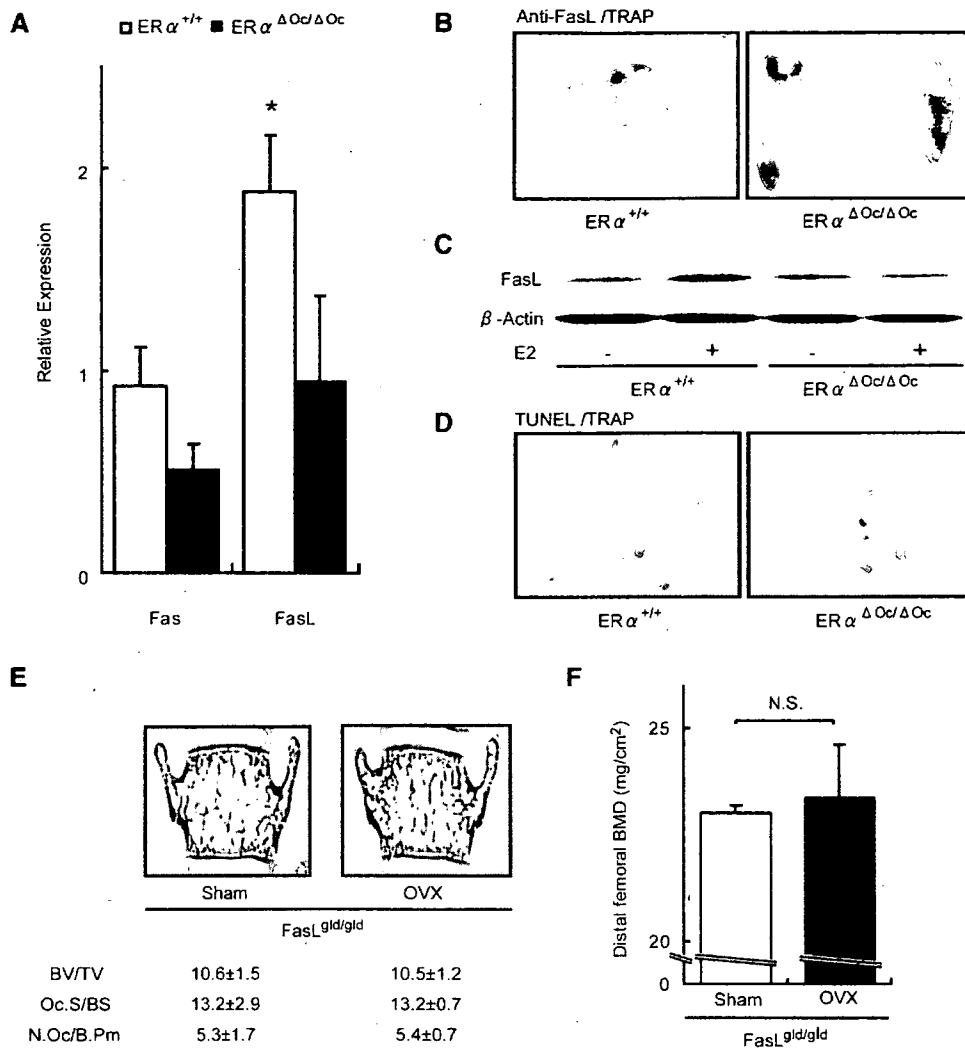 A
□ ERα+/+ ■ ERαΔOc/ΔOc
Relative Expression
2
1
0
*
Fas
FasL
B
Anti-FasL /TRAP
ERα+/+
ERαΔOc/ΔOc
C
FasL
β-Actin
E2
- + - +
ERα+/+
ERαΔOc/ΔOc
D
TUNEL /TRAP
ERα+/+
ERαΔOc/ΔOc
E
Sham
OVX
FasLgld/gld
BV/TV 10.6±1.5 10.5±1.2
Oc.S/BS 13.2±2.9 13.2±0.7
N.Oc/B.Pm 5.3±1.7 5.4±0.7
F
N.S.
Distal femoral BMD (mg/cm2)
25
20
0
Sham
OVX
FasLgld/gld